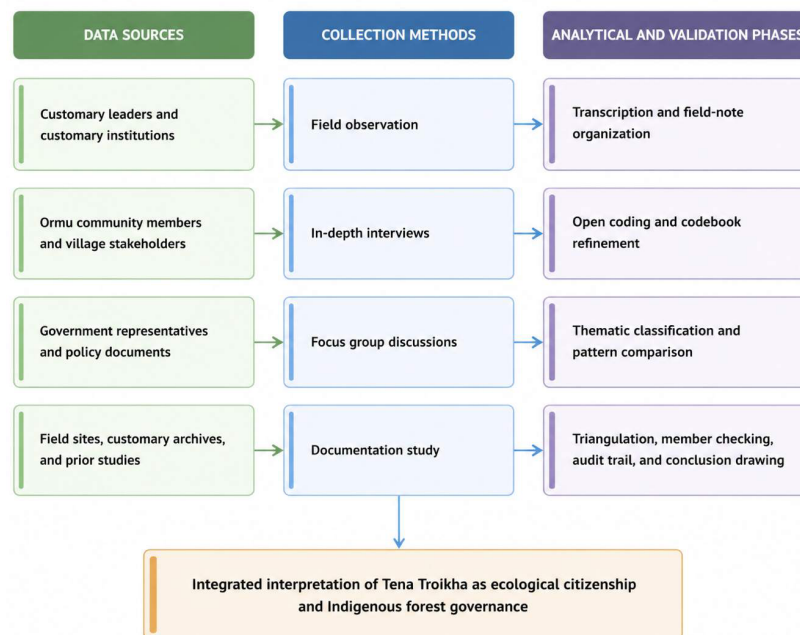 DATA SOURCES
COLLECTION METHODS
ANALYTICAL AND VALIDATION PHASES
Customary leaders and
customary institutions
Field observation
Transcription and field-note
organization
Ormu community members
and village stakeholders
In-depth interviews
Open coding and codebook
refinement
Government representatives
and policy documents
Focus group discussions
Thematic classification and
pattern comparison
Field sites, customary archives,
and prior studies
Documentation study
Triangulation, member checking,
audit trail, and conclusion drawing
Integrated interpretation of Tena Troikha as ecological citizenship
and Indigenous forest governance